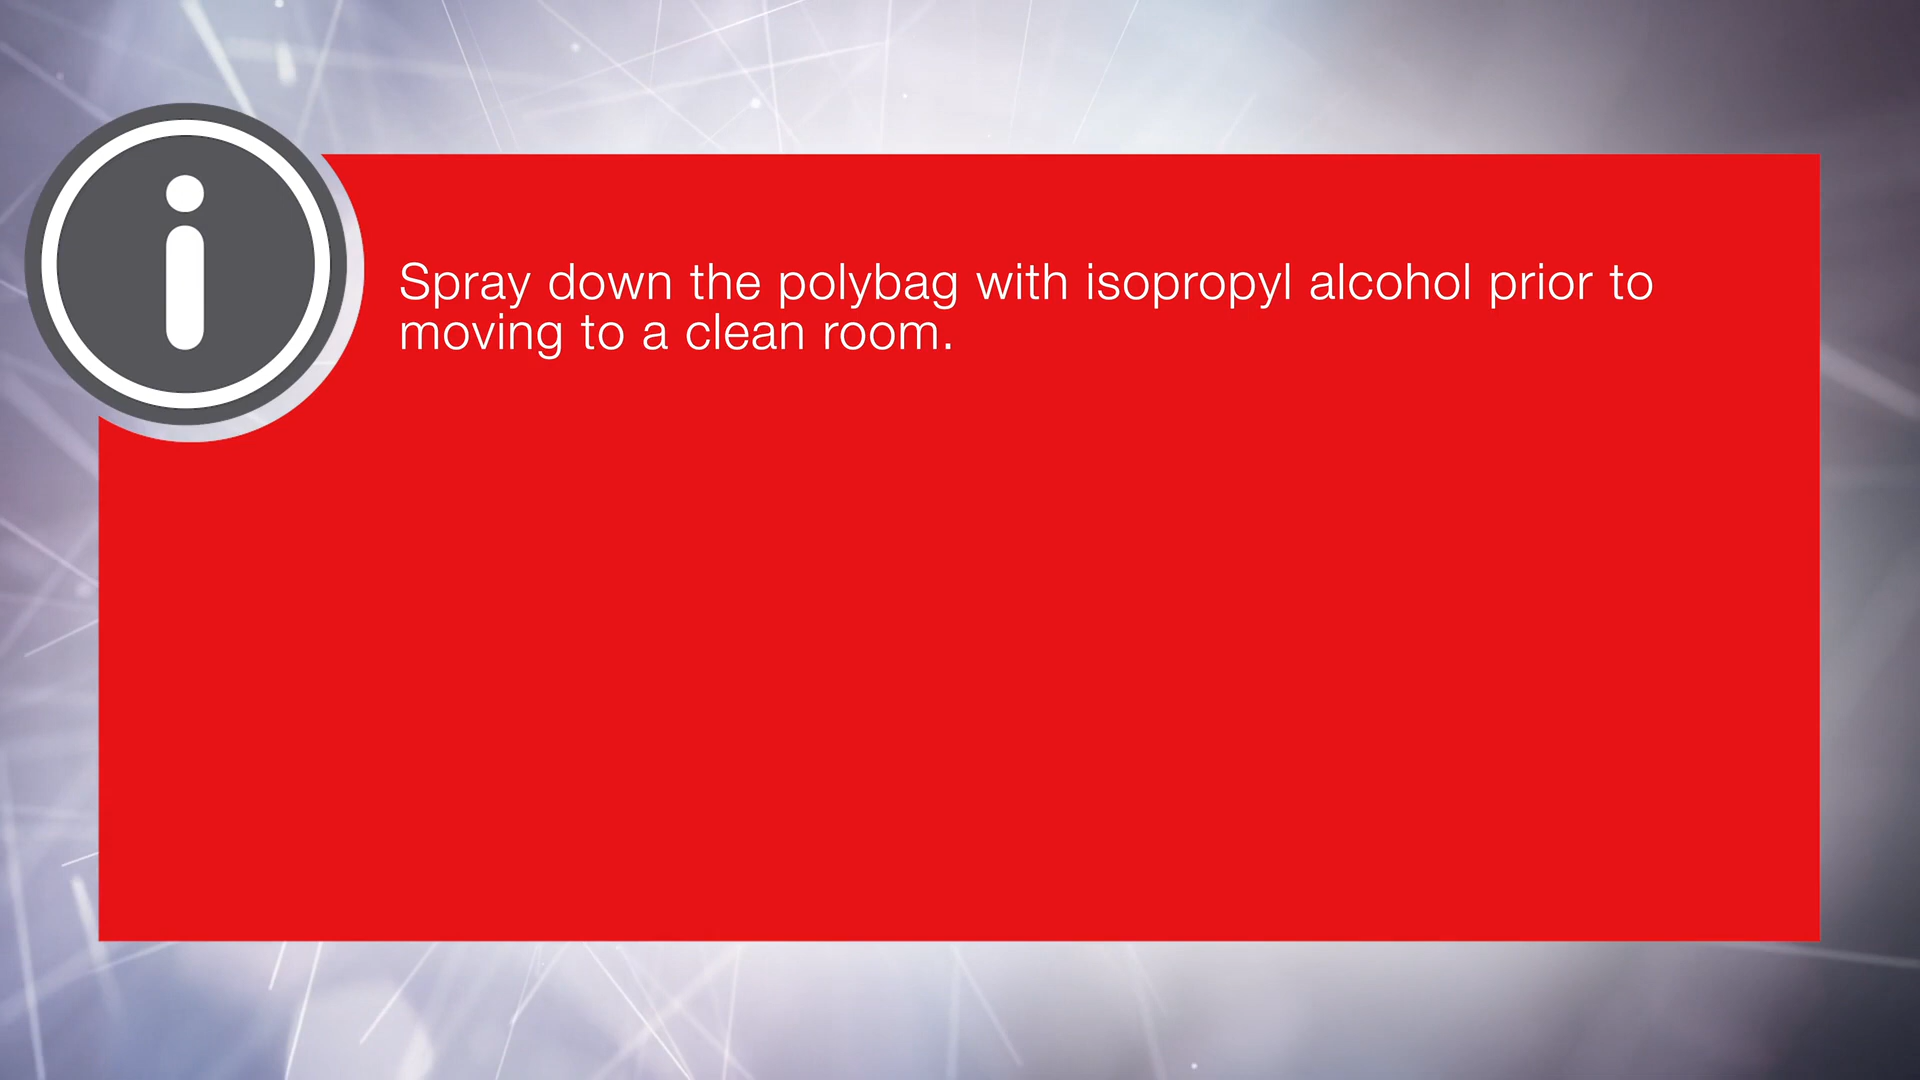 Spray down the polybag with isopropyl alcohol prior to
moving to a clean room.